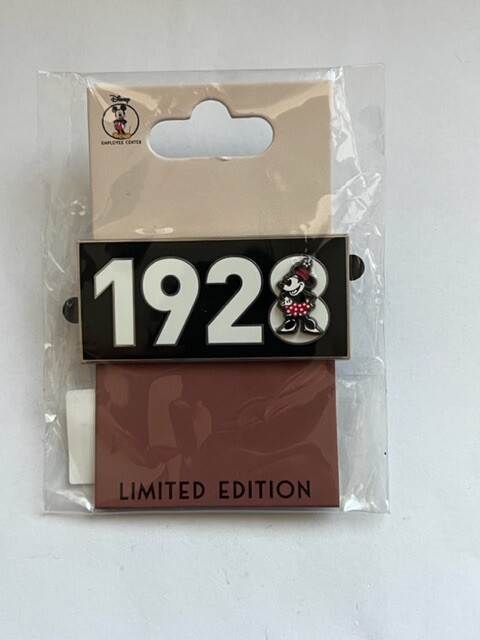 Disney
EMPLOYEE CENTER
1928
LIMITED EDITION